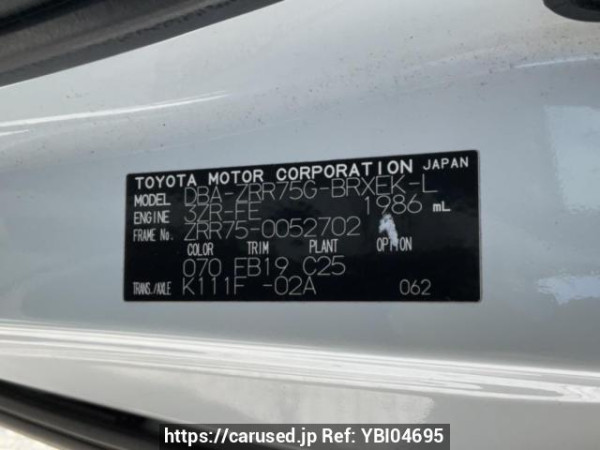 TOYOTA MOTOR CORPORATION JAPAN
MODEL DBA-ZRR75G-BRXEK-L
ENGINE 3ZR-FE 1986 mL
FRAME No. ZRR75-0052702
COLOR TRIM PLANT OPTION
070 EB19 C25
TRANS./AXLE K111F -02A 062
https://carused.jp Ref: YBI04695